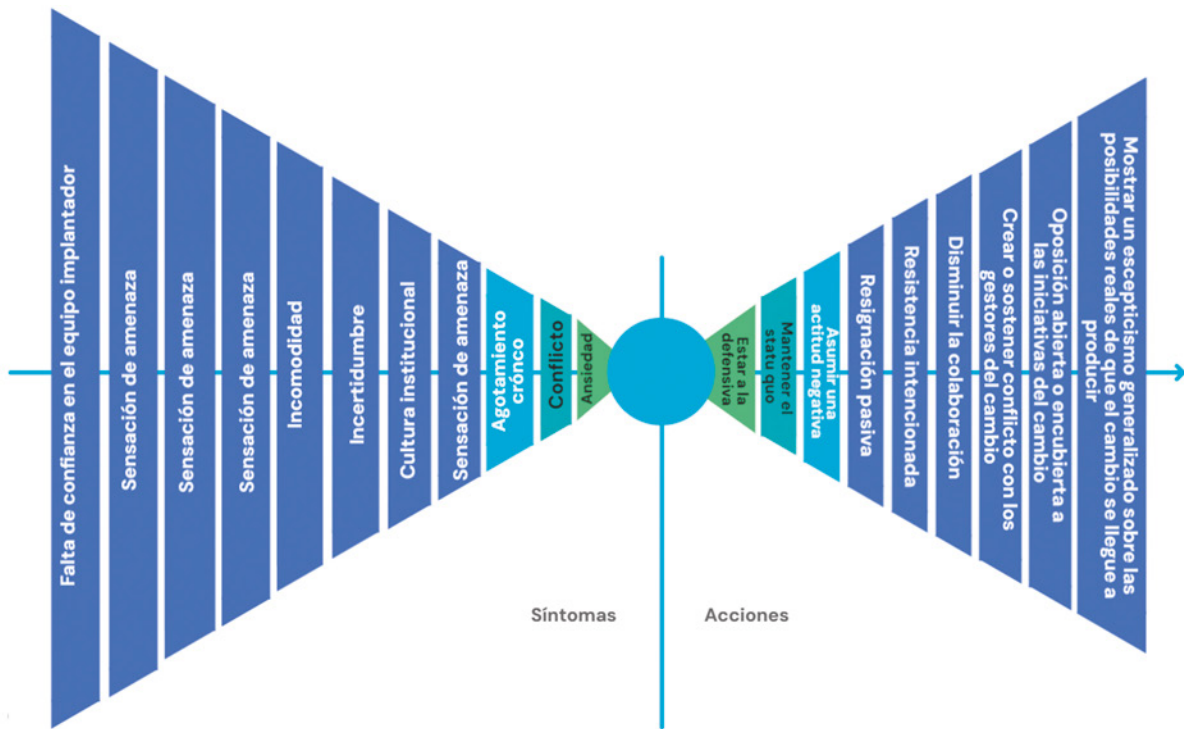 Falta de confianza en el equipo implantador
Sensación de amenaza
Sensación de amenaza
Sensación de amenaza
Incomodidad
Incertidumbre
Cultura institucional
Sensación de amenaza
Agotamiento
crónco
Conflicto
Ansiedad
Estar a la
defensiva
Mantener el
statu quo
Asumir una
actitud negativa
Resignación pasiva
Resistencia intencionada
Disminuir la colaboración
Crear o sostener conflicto con los
gestores del cambio
Oposición abierta o encubierta a
las iniciativas del cambio
Mostrar un escepticismo generalizado sobre las
posibilidades reales de que el cambio se llegue a
producir
Síntomas
Acciones